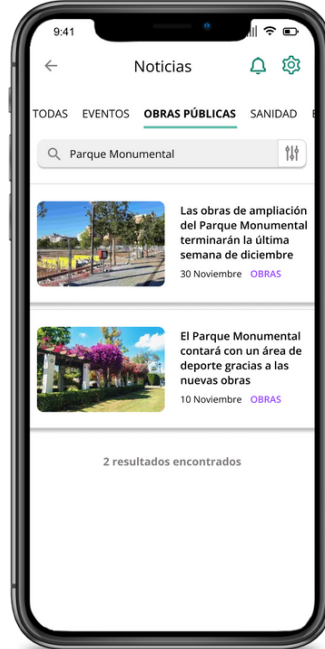 9:41
Noticias
TODAS EVENTOS OBRAS PÚBLICAS SANIDAD
Parque Monumental
Las obras de ampliación
del Parque Monumental
terminarán la última
semana de diciembre
30 Noviembre OBRAS
El Parque Monumental
contará con un área de
deporte gracias a las
nuevas obras
10 Noviembre OBRAS
2 resultados encontrados